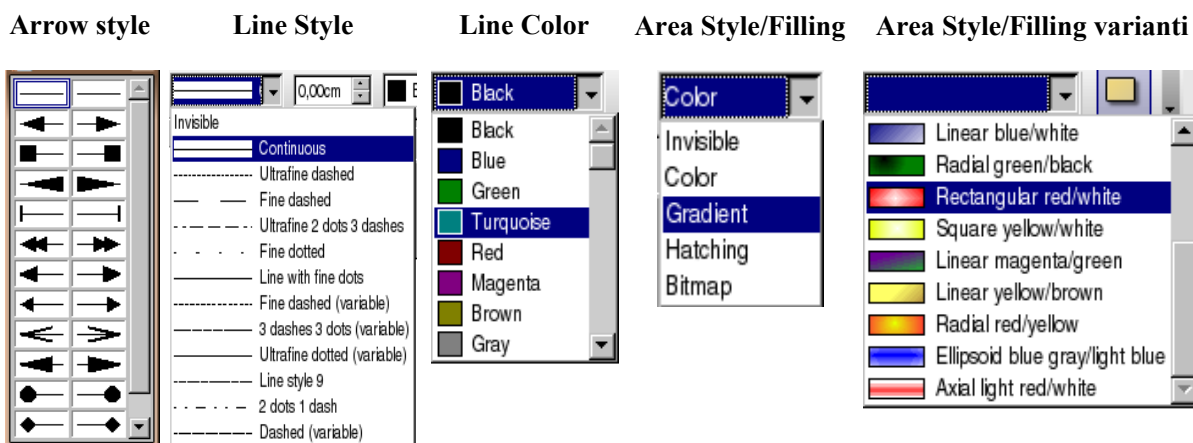 Arrow style
Line Style
Line Color
Area Style/Filling
Area Style/Filling varianti
0,00cm
Invisible
Continuous
Ultrafine dashed
Fine dashed
Ultrafine 2 dots 3 dashes
Fine dotted
Line with fine dots
Fine dashed (variable)
3 dashes 3 dots (variable)
Ultrafine dotted (variable)
Line style 9
2 dots 1 dash
Dashed (variable)
Black
Black
Blue
Green
Turquoise
Red
Magenta
Brown
Gray
Color
Invisible
Color
Gradient
Hatching
Bitmap
Linear blue/white
Radial green/black
Rectangular red/white
Square yellow/white
Linear magenta/green
Linear yellow/brown
Radial red/yellow
Ellipsoid blue gray/light blue
Axial light red/white